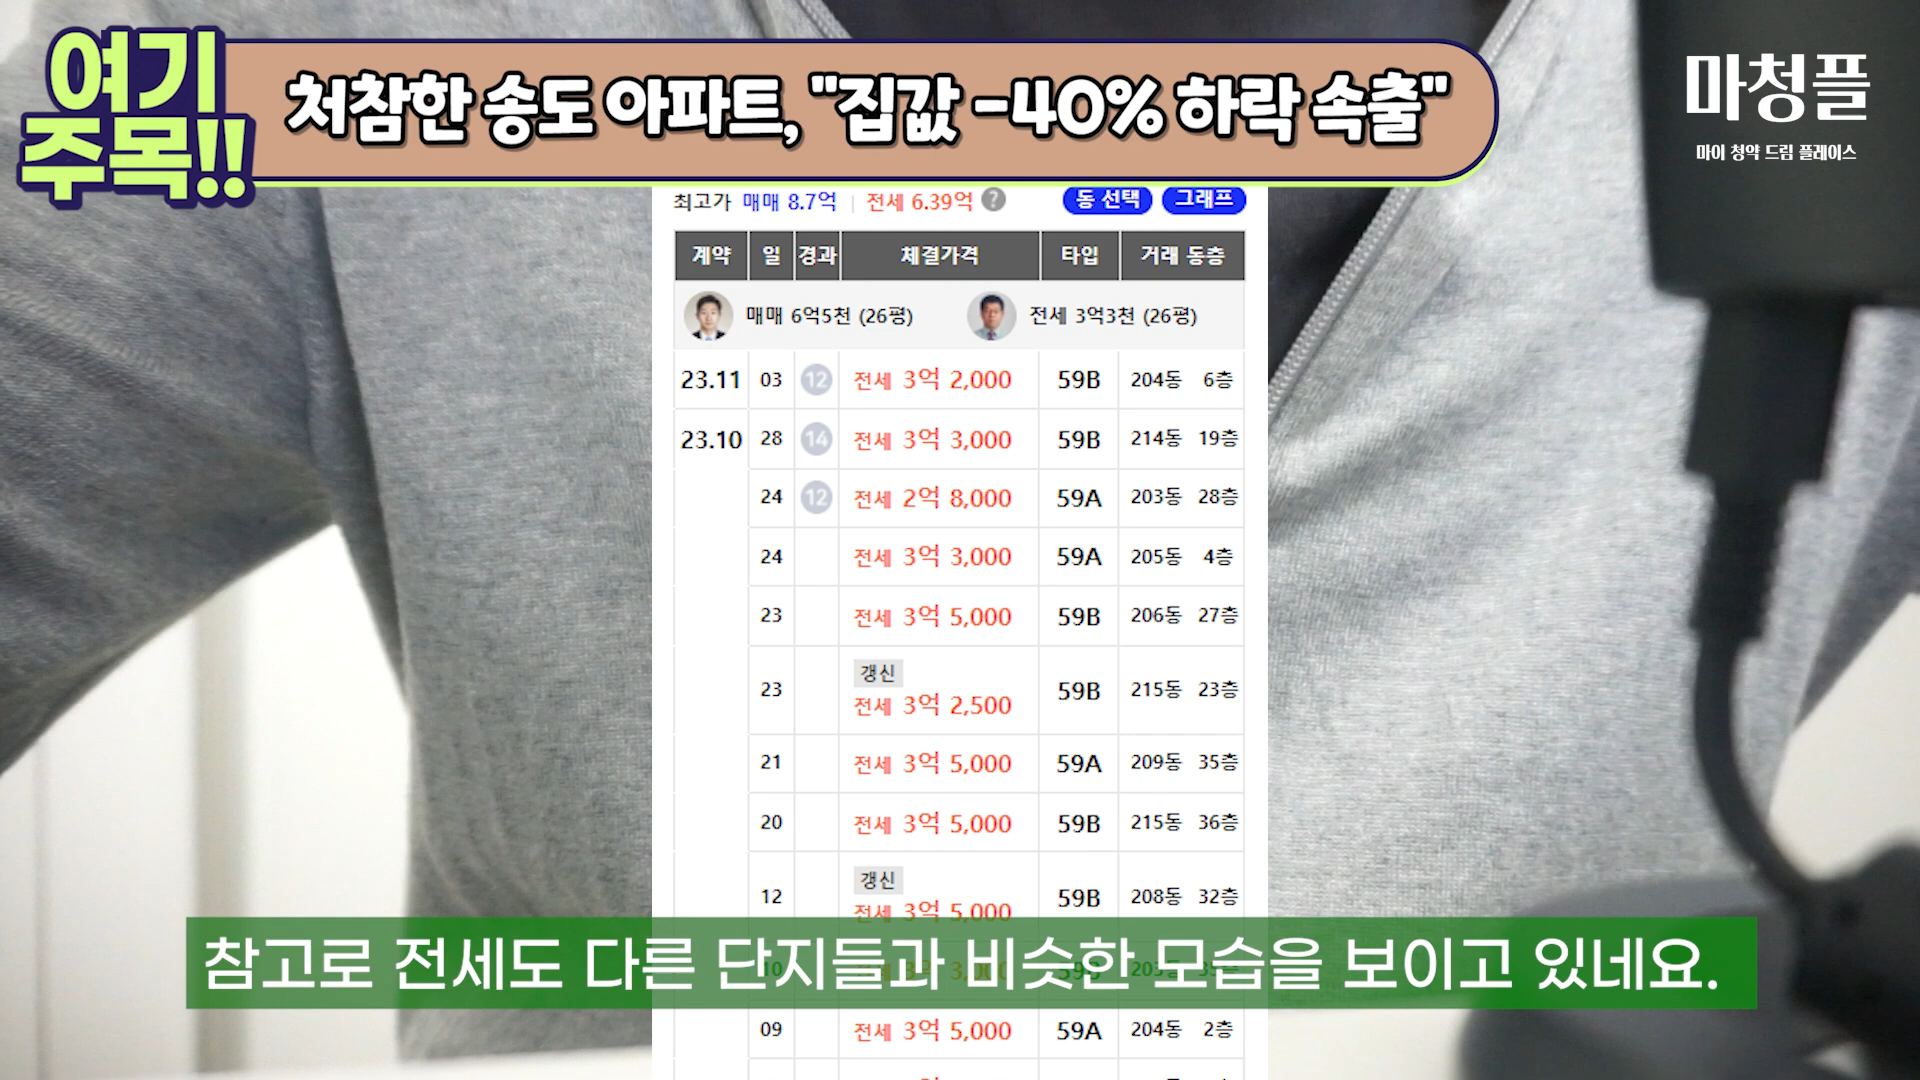 여기
주목!!
처참한 송도 아파트, "집값 -40% 하락 속출"
마청플
마이 청약 드림 플레이스
최고가 매매 8.7억 | 전세 6.39억 ? 동 선택 그래프
계약 일 경과 체결가격 타입 거래 동층
매매 6억5천 (26평) 전세 3억3천 (26평)
23.11 03 12 전세 3억 2,000 59B 204동 6층
23.10 28 14 전세 3억 3,000 59B 214동 19층
24 12 전세 2억 8,000 59A 203동 28층
24 전세 3억 3,000 59A 205동 4층
23 전세 3억 5,000 59B 206동 27층
갱신
23 전세 3억 2,500 59B 215동 23층
21 전세 3억 5,000 59A 209동 35층
20 전세 3억 5,000 59B 215동 36층
갱신
12 전세 3억 5,000 59B 208동 32층
참고로 전세도 다른 단지들과 비슷한 모습을 보이고 있네요.
09 전세 3억 5,000 59A 204동 2층